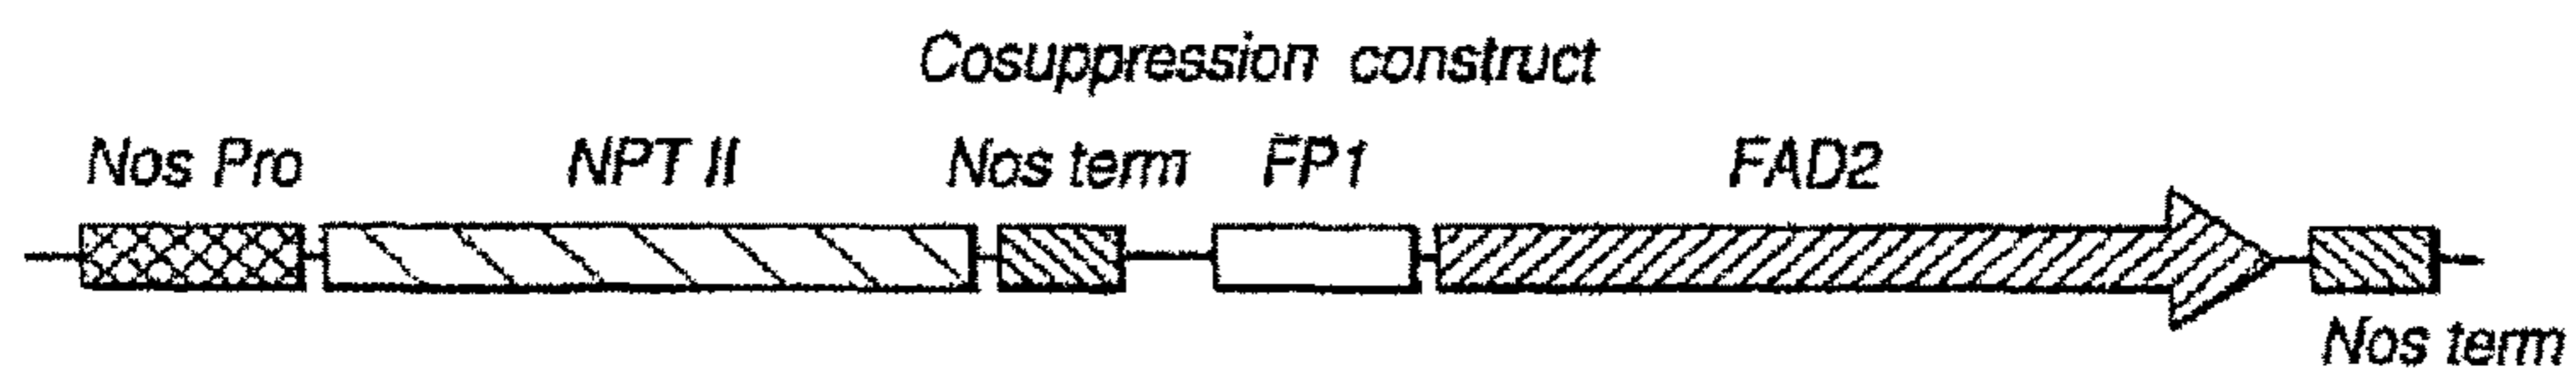 Cosuppression construct
Nos Pro NPT II Nos term FP1 FAD2
Nos term